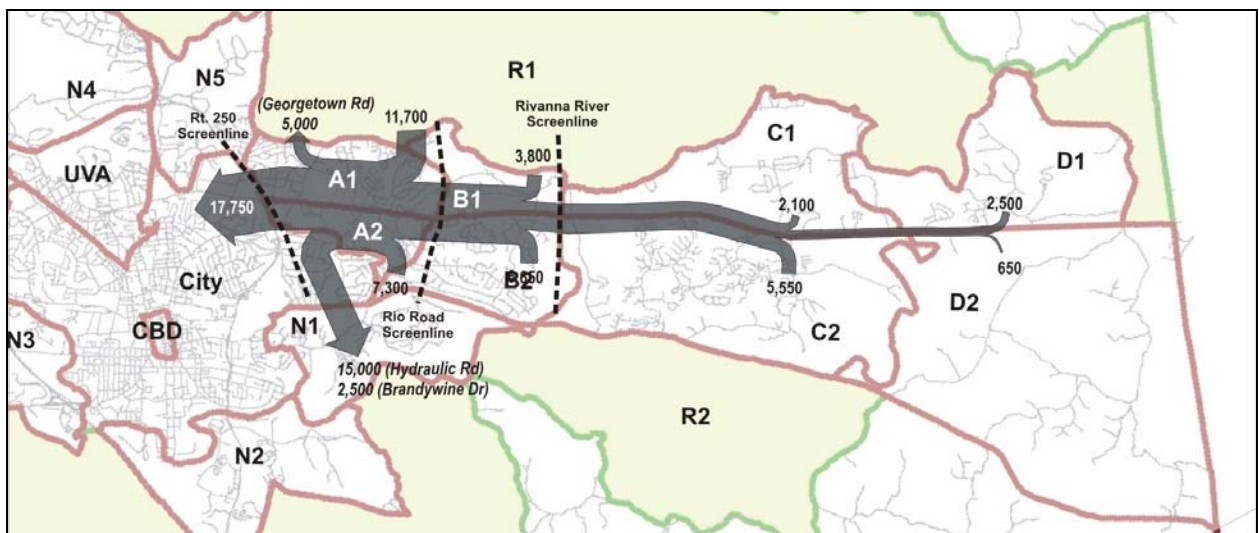 N4
N5
R1
(Georgetown Rd)
5,000
11,700
Rivanna River
Screenline
Rt. 250
Screenline
C1
D1
UVA
3,800
A1
B1
17,750
2,100
2,500
A2
650
City
7,300
B2
5,550
D2
CBD
N1
Rio Road
Screenline
N3
C2
15,000 (Hydraulic Rd)
2,500 (Brandywine Dr)
R2
N2